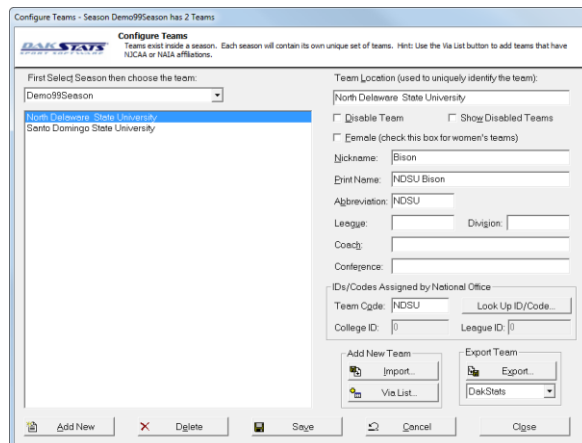 Configure Teams - Season Demo99Season has 2 Teams
DAKSTATS
SPORT SOFTWARE
Configure Teams
Teams exist inside a season. Each season will contain its own unique set of teams. Hint: Use the Via List button to add teams that have
NJCAA or NAIA affiliations.
First Select Season then choose the team:
Demo99Season
North Delaware State University
Santo Domingo State University
Team Location (used to uniquely identify the team):
North Delaware State University
Disable Team
Show Disabled Teams
Female (check this box for women's teams)
Nickname: Bison
Print Name: NDSU Bison
Abbreviation: NDSU
League: Division:
Coach:
Conference:
IDs/Codes Assigned by National Office
Team Code: NDSU Look Up ID/Code...
College ID: 0 League ID: 0
Add New Team
Import...
Via List...
Export Team
Export...
DakStats
Add New Delete Save Cancel Close